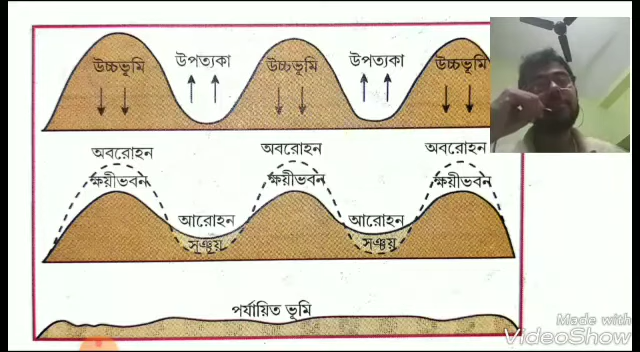 উচ্চভূমি উপত্যকা উচ্চভূমি উপত্যকা উচ্চভূমি
অবরোহন অবরোহন অবরোহন
ক্ষয়ীভবন ক্ষয়ীভবন ক্ষয়ীভবন
আরোহন আরোহন
সঞ্চয় সঞ্চয়
পর্যায়িত ভূমি
Made with
VideoShow